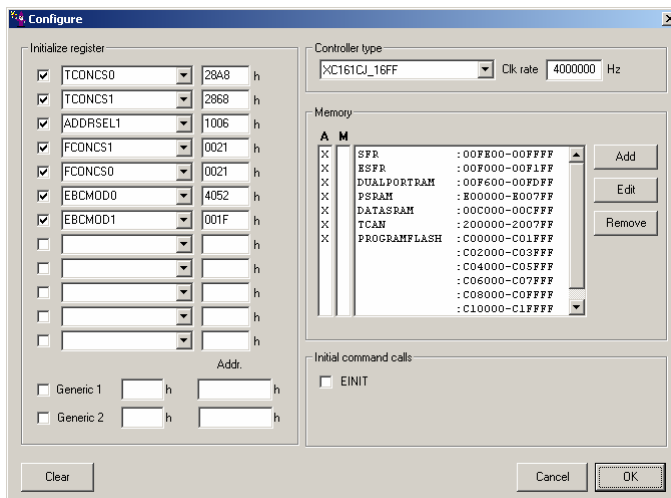 Configure
Initialize register
TCONCS0 28A8 h
TCONCS1 2868 h
ADDRSEL1 1006 h
FCONCS1 0021 h
FCONCS0 0021 h
EBCMOD0 4052 h
EBCMOD1 001F h
h
h
h
h
h
Addr.
Generic 1 h h
Generic 2 h h
Controller type
XC161CJ_16FF Clk rate 4000000 Hz
Memory
A M
X SFR :00FE00-00FFFF
X ESFR :00F000-00F1FF
X DUALPORTRAM :00F600-00FDFF
X PSRAM :E00000-E007FF
X DATASRAM :00C000-00CFFF
X TCAN :200000-2007FF
X PROGRAMFLASH :C00000-C01FFF
:C02000-C03FFF
:C04000-C05FFF
:C06000-C07FFF
:C08000-C0FFFF
:C10000-C1FFFF
Add
Edit
Remove
Initial command calls
EINIT
Clear
Cancel
OK